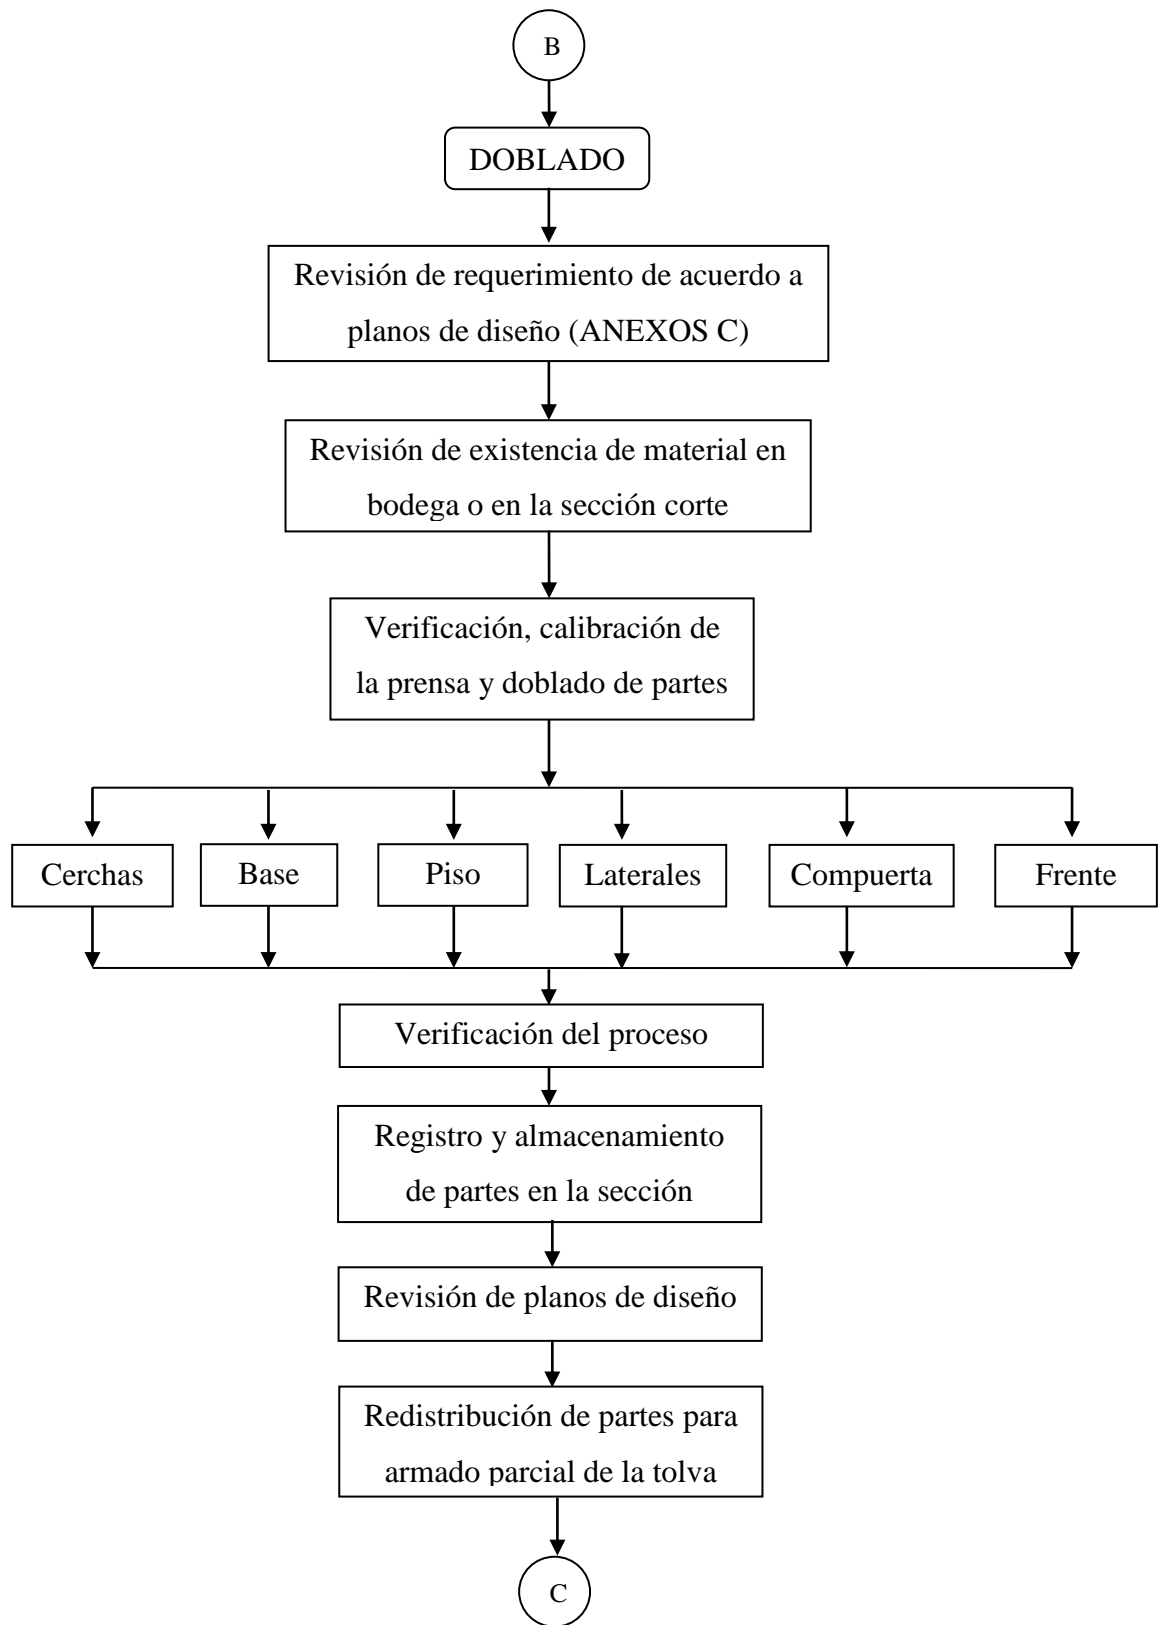 B
DOBLADO
Revisión de requerimiento de acuerdo a
planos de diseño (ANEXOS C)
Revisión de existencia de material en
bodega o en la sección corte
Verificación, calibración de
la prensa y doblado de partes
Cerchas
Base
Piso
Laterales
Compuerta
Frente
Verificación del proceso
Registro y almacenamiento
de partes en la sección
Revisión de planos de diseño
Redistribución de partes para
armado parcial de la tolva
C